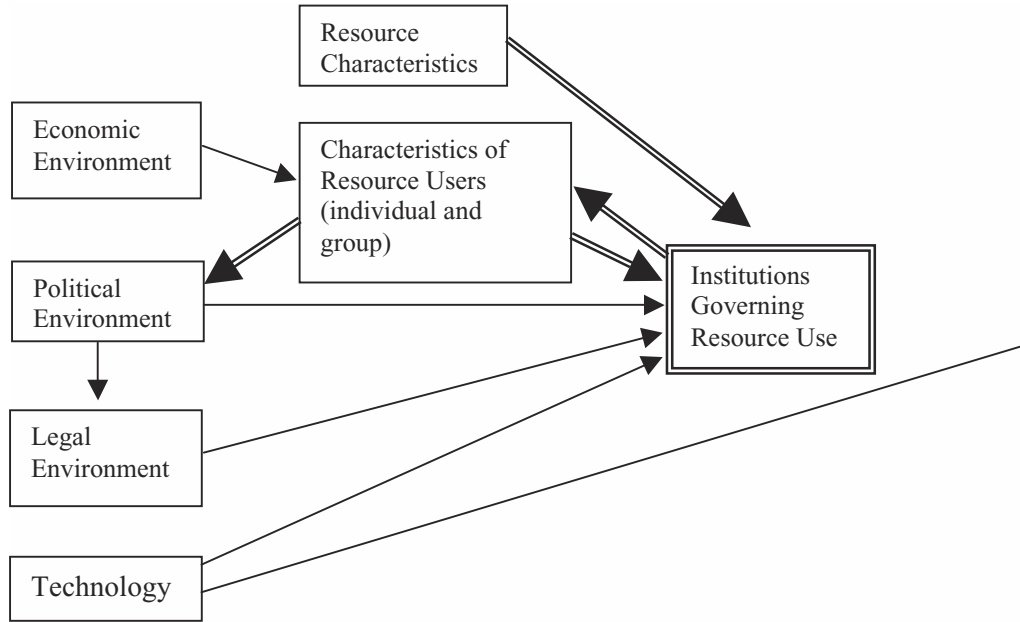 Resource
Characteristics
Economic
Environment
Characteristics of
Resource Users
(individual and
group)
Political
Environment
Institutions
Governing
Resource Use
Legal
Environment
Technology